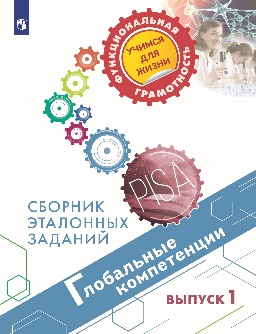 ФУНКЦИОНАЛЬНАЯ
УЧИМСЯ
ДЛЯ
ЖИЗНИ
ГРАМОТНОСТЬ
PISA
СБОРНИК
ЭТАЛОННЫХ
ЗАДАНИЙ
Глобальные
компетенции
ВЫПУСК 1